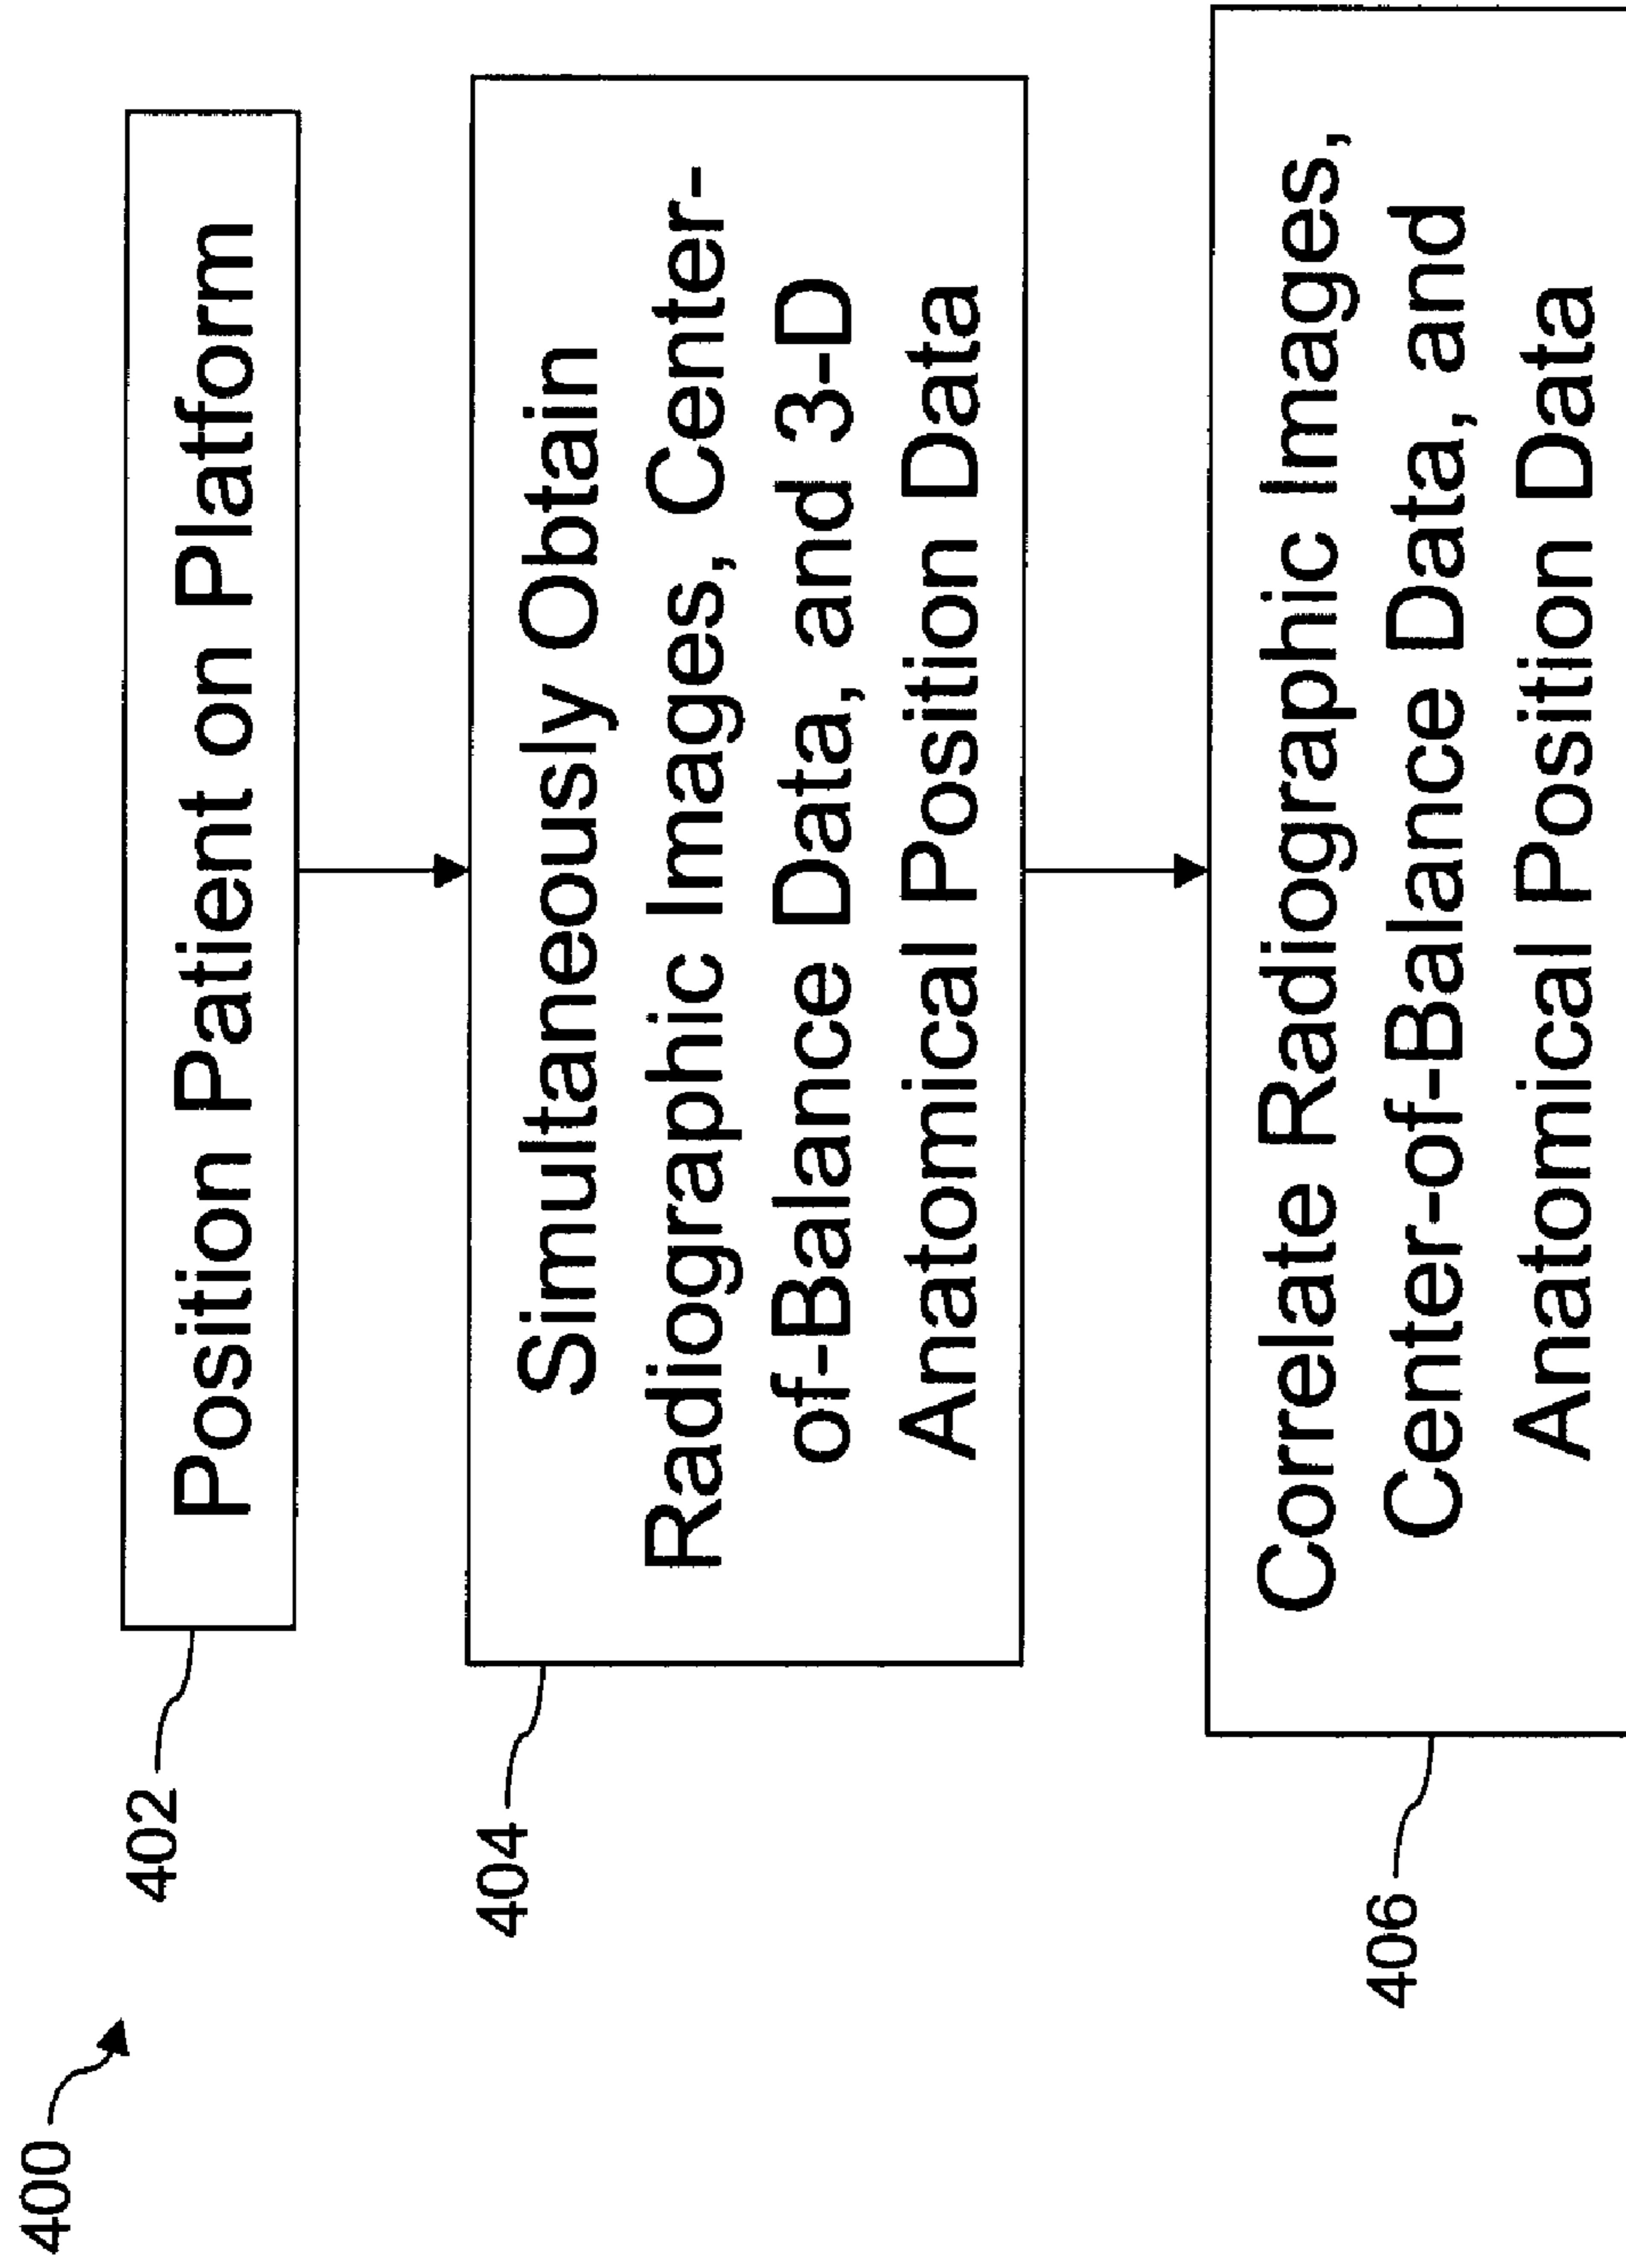 400
402
Position Patient on Platform
404
Simultaneously Obtain
Radiographic Images, Center-
of-Balance Data, and 3-D
Anatomical Position Data
406
Correlate Radiographic Images,
Center-of-Balance Data, and
Anatomical Position Data